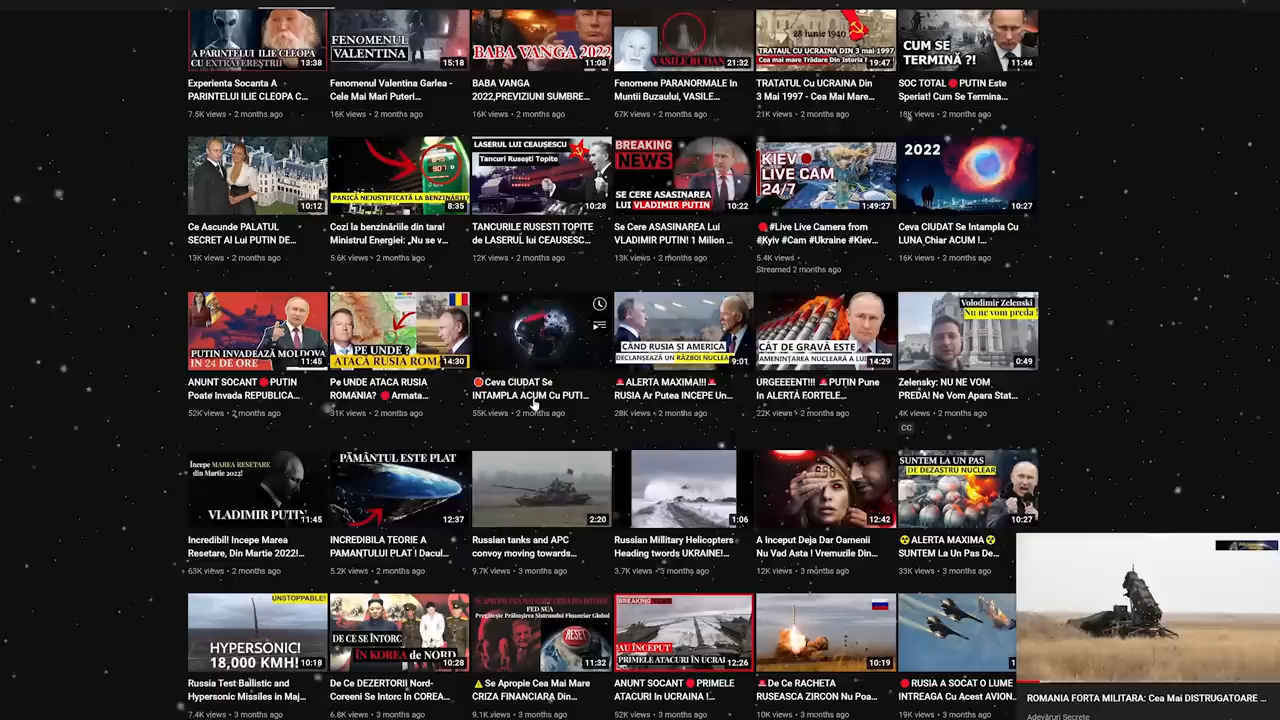 A PARINTELUI ILIE CLEOPA
CU EXTRATEREȘTRII
13:38
FENOMENUL
VALENTINA
15:18
BABA VANGA 2022
11:08
VASILE RUDAN
21:32
28 iunie 1940
TRATATUL CU UCRAINA DIN 3 mai 1997
Cea mai mare Trădare Din Istoria !
19:47
CUM SE
TERMINĂ ?!
11:46
Experienta Socanta A
PARINTELUI ILIE CLEOPA C...
7.5K views • 2 months ago
Fenomenul Valentina Garlea -
Cele Mai Mari Puteri...
16K views • 2 months ago
BABA VANGA
2022,PREVIZIUNI SUMBRE...
16K views • 2 months ago
Fenomene PARANORMALE In
Muntii Buzaului, VASILE...
67K views • 2 months ago
TRATATUL Cu UCRAINA Din
3 Mai 1997 - Cea Mai Mare...
21K views • 2 months ago
SOC TOTAL 🔴PUTIN Este
Speriat! Cum Se Termina...
18K views • 2 months ago
10:12
PANICĂ NEJUSTIFICATĂ LA BENZINĂRII?
8:35
LASERUL LUI CEAUȘESCU
Tancuri Rusești Topite
10:28
BREAKING
NEWS
SE CERE ASASINAREA
LUI VLADIMIR PUTIN
10:22
KIEV
LIVE CAM
24/7
1:49:27
2022
10:27
Ce Ascunde PALATUL
SECRET Al Lui PUTIN DE...
13K views • 2 months ago
Cozi la benzinăriile din tara!
Ministrul Energiei: „Nu se v...
5.6K views • 2 months ago
TANCURILE RUSESTI TOPITE
de LASERUL lui CEAUSESC...
12K views • 2 months ago
Se Cere ASASINAREA Lui
VLADIMIR PUTIN! 1 Milion ...
13K views • 2 months ago
🔴#Live Live Camera from
#Kyiv #Cam #Ukraine #Kiev...
5.4K views •
Streamed 2 months ago
Ceva CIUDAT Se Intampla Cu
LUNA Chiar ACUM !...
16K views • 2 months ago
PUTIN INVADEAZĂ MOLDOVA
IN 24 DE ORE
11:45
PE UNDE?
ATACĂ RUSIA ROM
14:30
CÂND RUSIA ȘI AMERICA
DECLANȘEAZĂ UN RĂZBOI NUCLEA
9:01
CÂT DE GRAVĂ ESTE
AMENINȚAREA NUCLEARĂ A LUI
14:29
Volodimir Zelenski
Nu ne vom preda !
0:49
ANUNT SOCANT🔴PUTIN
Poate Invada REPUBLICA...
52K views • 2 months ago
Pe UNDE ATACA RUSIA
ROMANIA? 🔴Armata...
31K views • 2 months ago
🔴Ceva CIUDAT Se
INTAMPLA ACUM Cu PUTI...
55K views • 2 months ago
🚨ALERTA MAXIMA!!!🚨
RUSIA Ar Putea INCEPE Un...
28K views • 2 months ago
URGEEEENT!!! 🚨PUTIN Pune
In ALERTĂ FORTELE...
22K views • 2 months ago
Zelensky: NU NE VOM
PREDA! Ne Vom Apara Stat...
4K views • 2 months ago
CC
Începe MAREA RESETARE
din Martie 2022!
VLADIMIR PUTIN
11:45
PĂMÂNTUL ESTE PLAT
12:37
2:20
1:06
666
12:42
SUNTEM LA UN PAS
DE DEZASTRU NUCLEAR
10:27
Incredibil! Incepe Marea
Resetare, Din Martie 2022!...
63K views • 2 months ago
INCREDIBILA TEORIE A
PAMANTULUI PLAT ! Dacul...
5.2K views • 2 months ago
Russian tanks and APC
convoy moving towards...
9.7K views • 3 months ago
Russian Millitary Helicopters
Heading twords UKRAINE!...
3.7K views • 3 months ago
A Inceput Deja Dar Oamenii
Nu Vad Asta ! Vremurile Din...
12K views • 3 months ago
☢ALERTA MAXIMA☢
SUNTEM La Un Pas De...
33K views • 3 months ago
UNSTOPPABLE!
HYPERSONIC!
18,000 KMH!
10:18
DE CE SE ÎNTORC
ÎN KOREA de NORD
10:28
SE APROPIE CEA MAI MARE CRIZA DIN ISTORIE
FED SUA
Pregătește Prăbușirea Sistemului Financiar Global
RESET
11:32
BREAKING
AU ÎNCEPUT
PRIMELE ATACURI ÎN UCRAI
12:26
10:19
1
Russia Test Ballistic and
Hypersonic Missiles in Maj...
7.4K views • 3 months ago
De Ce DEZERTORII Nord-
Coreeni Se Intorc In COREA...
6.8K views • 3 months ago
⚠Se Apropie Cea Mai Mare
CRIZA FINANCIARA Din...
9.1K views • 3 months ago
ANUNT SOCANT🔴PRIMELE
ATACURI In UCRAINA !...
52K views • 3 months ago
🚨De Ce RACHETA
RUSEASCA ZIRCON Nu Poa...
10K views • 3 months ago
🔴RUSIA A SOCAT O LUME
INTREAGA Cu Acest AVION...
19K views • 3 months ago
ROMANIA FORTA MILITARA: Cea Mai DISTRUGATOARE ...
Adevăruri Secrete